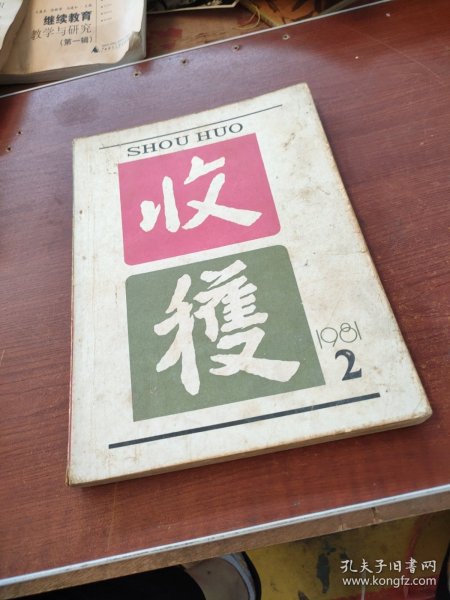 继续教育
教学与研究
(第一辑)
SHOU HUO
收
穫
1981
2
孔夫子旧书网
www.kongfz.com